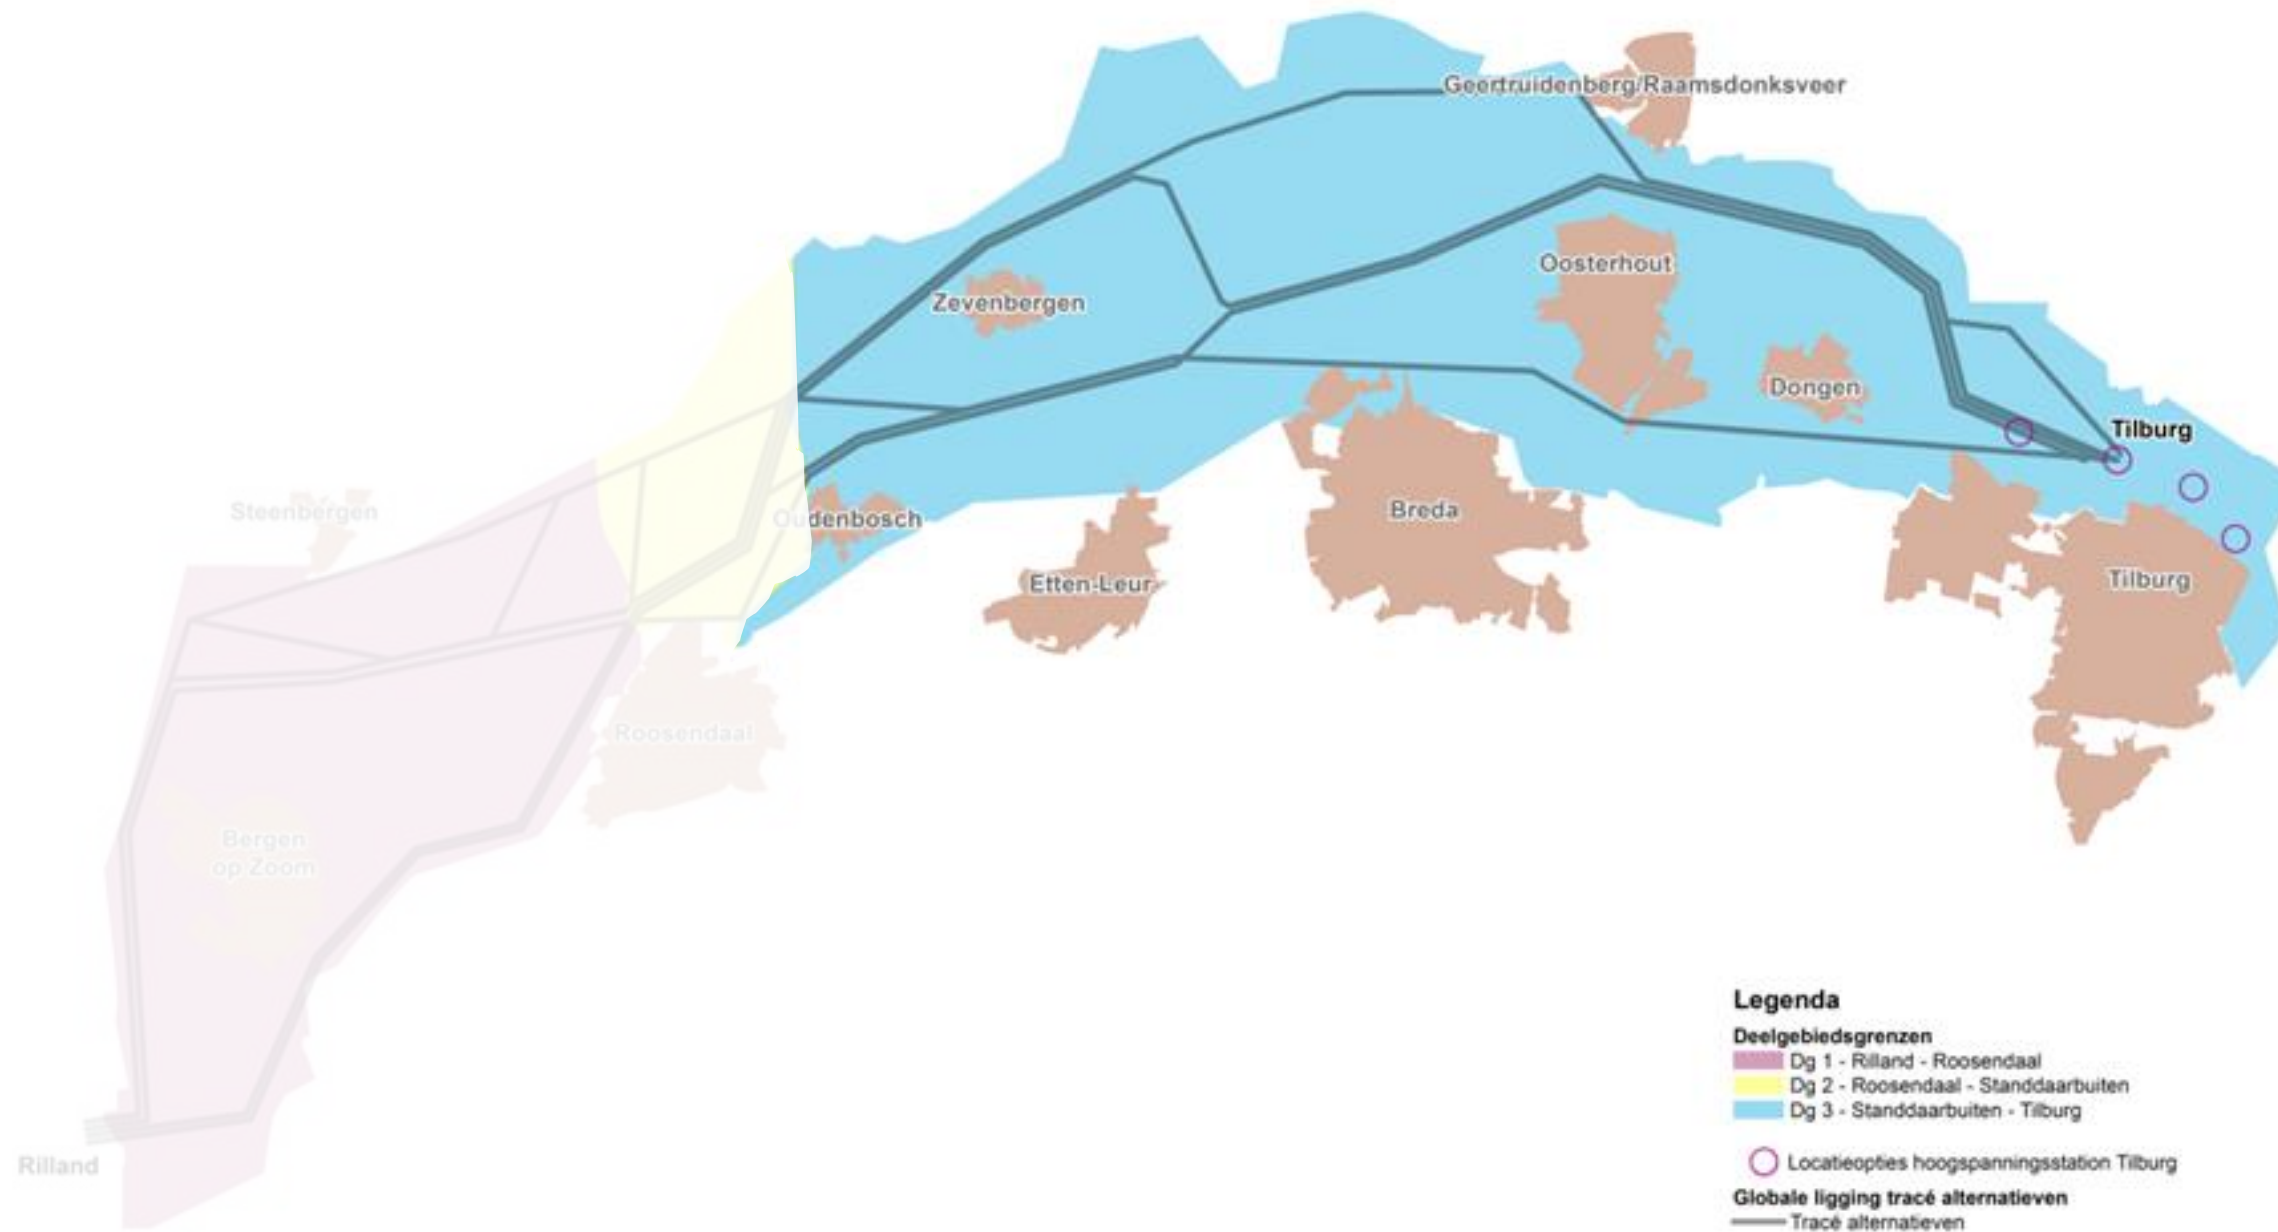 Geertruidenberg/Raamsdonksveer
Oosterhout
Zevenbergen
Dongen
Tilburg
Steenbergen
Oudenbosch
Breda
Etten-Leur
Tilburg
Roosendaal
Bergen
op Zoom
Rilland
Legenda
Deelgebiedsgrenzen
Dg 1 - Rilland - Roosendaal
Dg 2 - Roosendaal - Standdaarbuiten
Dg 3 - Standdaarbuiten - Tilburg
Locatieopties hoogspanningsstation Tilburg
Globale ligging tracé alternatieven
Tracé alternatieven